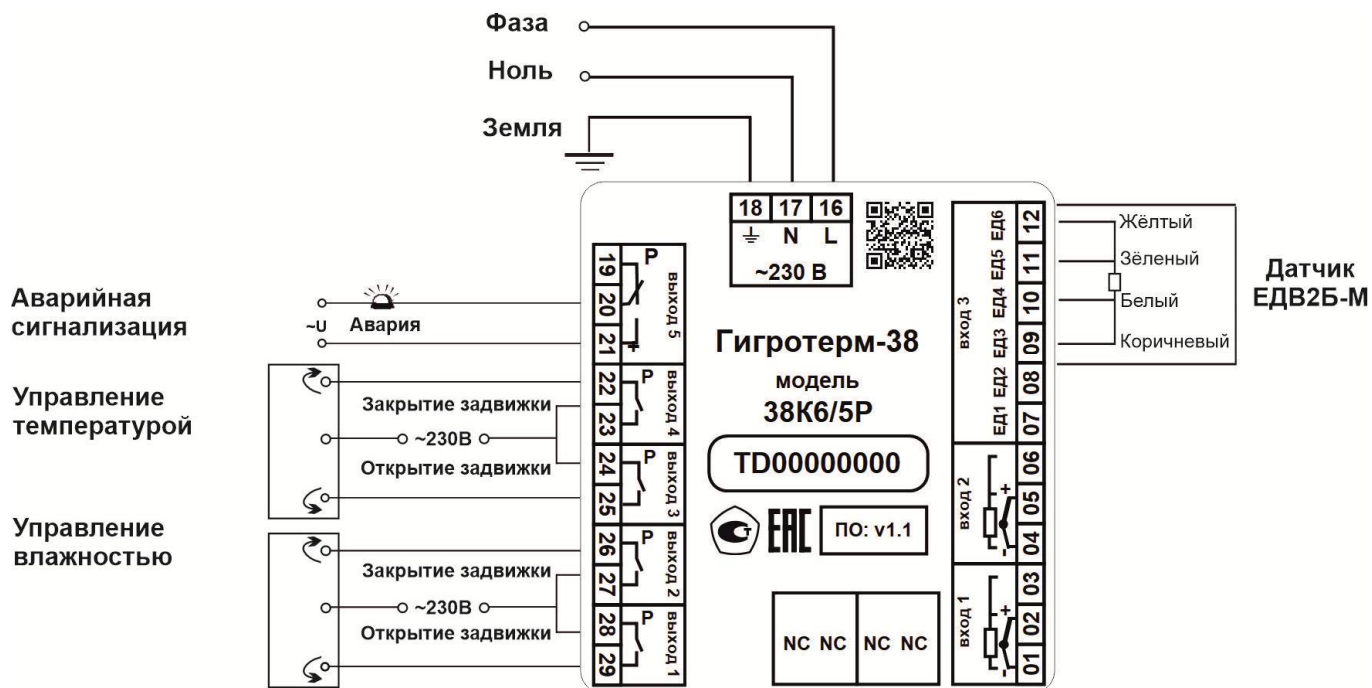 Фаза
Ноль
Земля
18 17 16
N L
~230 В
Аварийная
сигнализация
~U
Авария
Управление
температурой
Закрытие задвижки
~230В
Открытие задвижки
Управление
влажностью
Закрытие задвижки
~230В
Открытие задвижки
19 20 21
P
выход 5
22 23
P
выход 4
24 25
P
выход 3
26 27
P
выход 2
28 29
P
выход 1
Гигротерм-38
модель
38К6/5Р
TD00000000
Ст
ЕАС
ПО: v1.1
NC NC
NC NC
вход 3
ЕД1 ЕД2 ЕД3 ЕД4 ЕД5 ЕД6
07 08 09 10 11 12
вход 2
+
-
04 05 06
вход 1
+
-
01 02 03
Жёлтый
Зёленый
Белый
Коричневый
Датчик
ЕДВ2Б-М